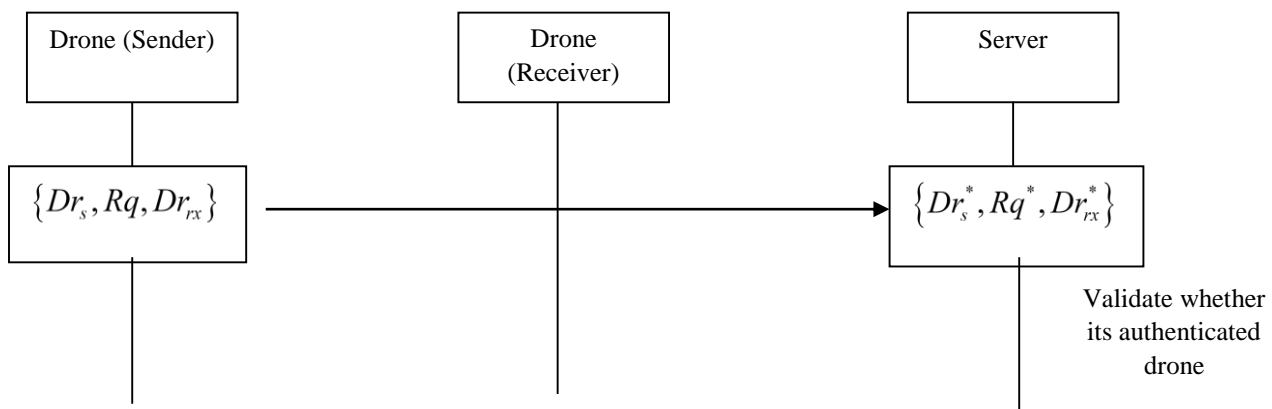 Drone (Sender)
Drone
(Receiver)
Server
{Dr_s, Rq, Dr_rx}
{Dr_s^*, Rq^*, Dr_rx^*}
Validate whether
its authenticated
drone